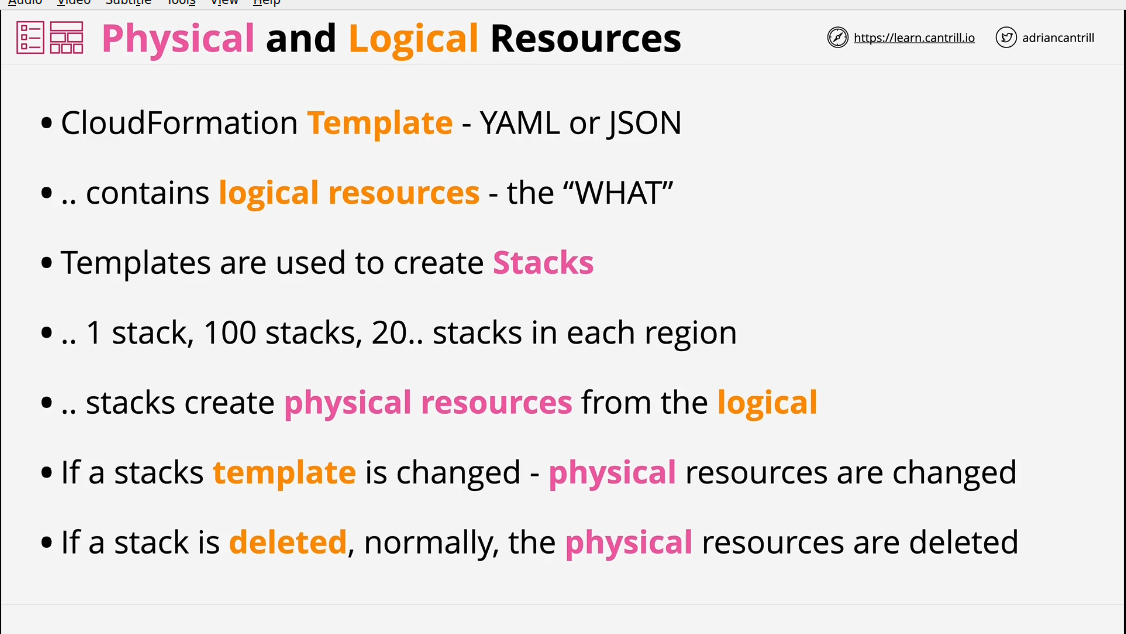 Audio Video Subtitle Tools View Help
Physical and Logical Resources
https://learn.cantrill.io
adriancantrill
• CloudFormation Template - YAML or JSON
• .. contains logical resources - the “WHAT”
• Templates are used to create Stacks
• .. 1 stack, 100 stacks, 20.. stacks in each region
• .. stacks create physical resources from the logical
• If a stacks template is changed - physical resources are changed
• If a stack is deleted, normally, the physical resources are deleted